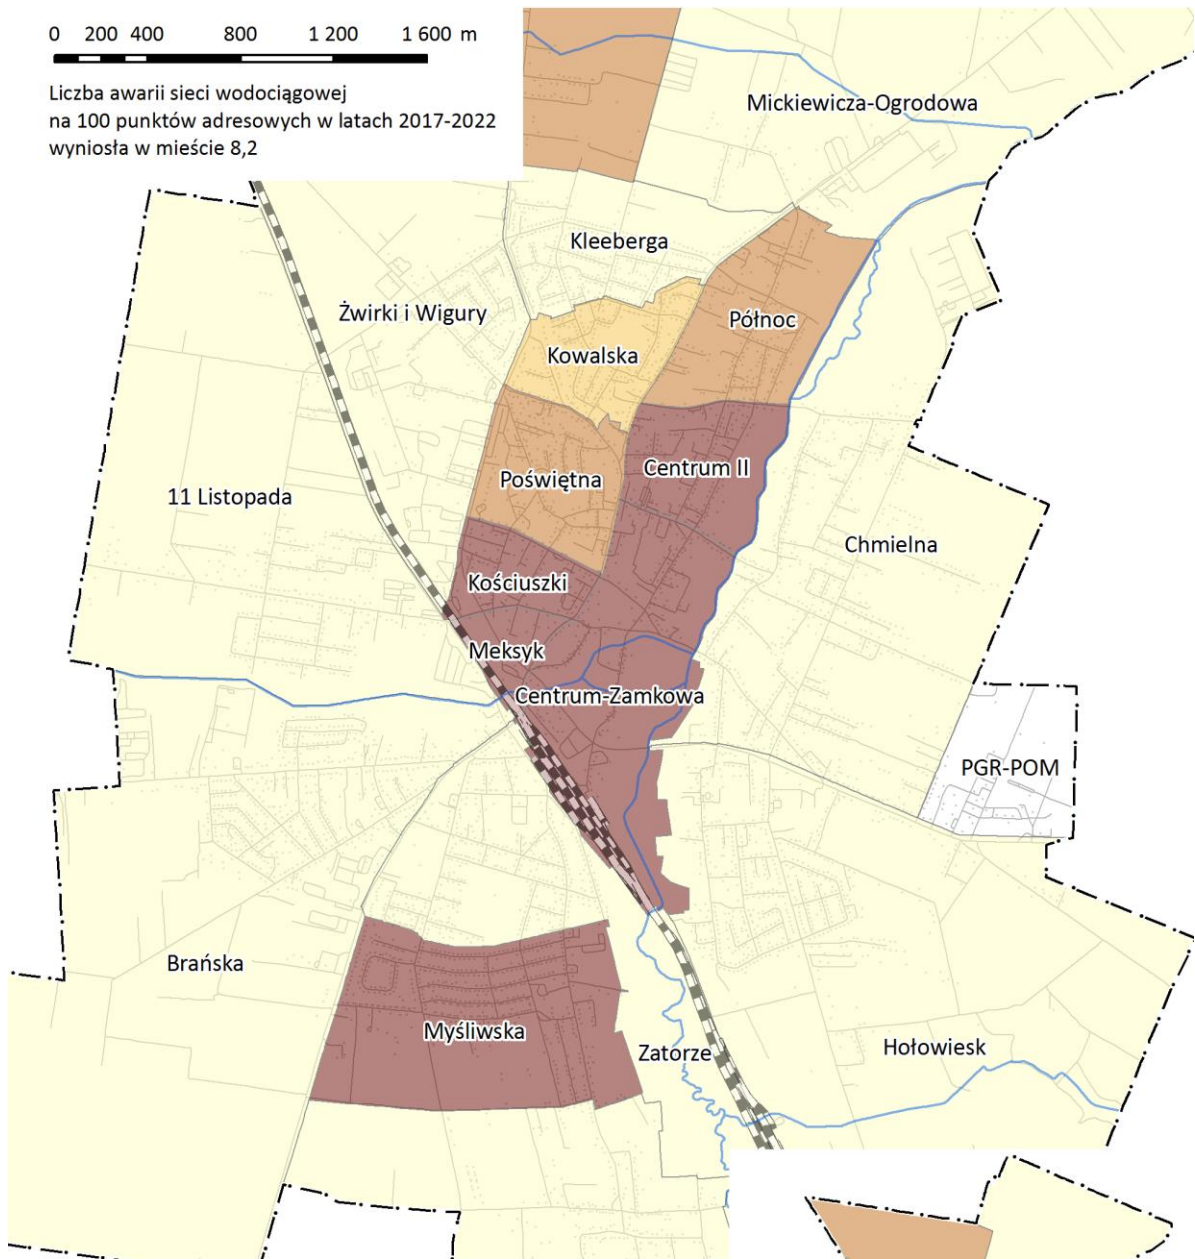 0 200 400 800 1 200 1 600 m
Liczba awarii sieci wodociągowej
na 100 punktów adresowych w latach 2017-2022
wyniosła w mieście 8,2
Mickiewicza-Ogrodowa
Kleeberga
Żwirki i Wigury
Północ
Kowalska
Centrum II
Poświętna
11 Listopada
Chmielna
Kościuszki
Meksyk
Centrum-Zamkowa
PGR-POM
Brańska
Myśliwska
Zatorze
Hołowiesk